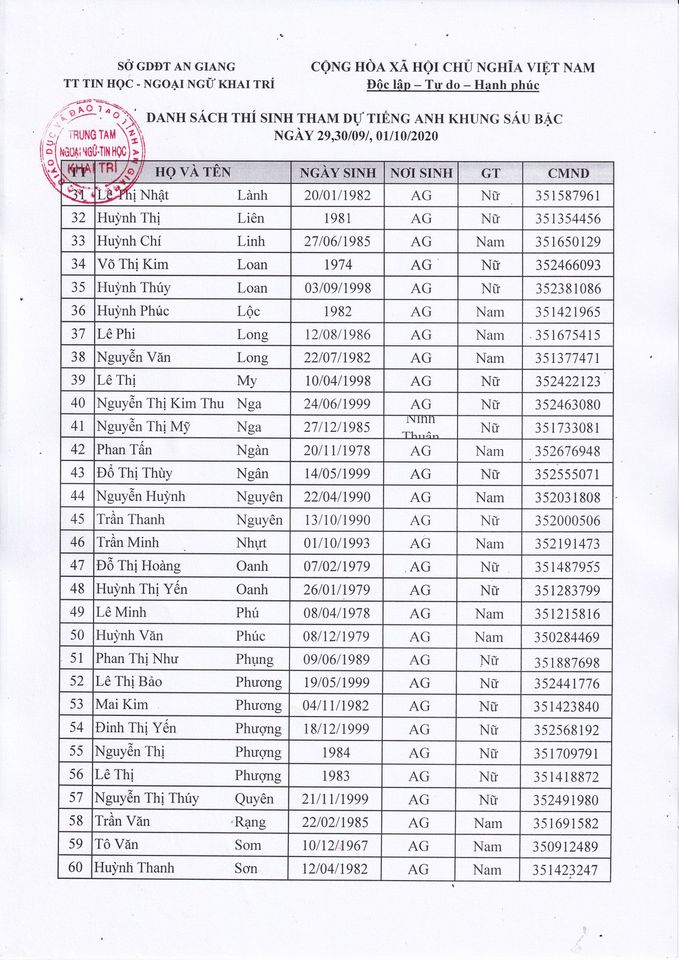 SỞ GDĐT AN GIANG
CỘNG HÒA XÃ HỘI CHỦ NGHĨA VIỆT NAM
TT TIN HỌC - NGOẠI NGỮ KHAI TRÍ
Độc lập – Tự do – Hạnh phúc
DANH SÁCH THÍ SINH THAM DỰ TIẾNG ANH KHUNG SÁU BẬC
NGÀY 29,30/09/, 01/10/2020
TRUNG TÂM
NGOẠI NGỮ-TIN HỌC
KHAI TRÍ
TT HỌ VÀ TÊN NGÀY SINH NƠI SINH GT CMND
31 Lê Thị Nhật Lành 20/01/1982 AG Nữ 351587961
32 Huỳnh Thị Liên 1981 AG Nữ 351354456
33 Huỳnh Chí Linh 27/06/1985 AG Nam 351650129
34 Võ Thị Kim Loan 1974 AG Nữ 352466093
35 Huỳnh Thúy Loan 03/09/1998 AG Nữ 352381086
36 Huỳnh Phúc Lộc 1982 AG Nam 351421965
37 Lê Phi Long 12/08/1986 AG Nam 351675415
38 Nguyễn Văn Long 22/07/1982 AG Nam 351377471
39 Lê Thị My 10/04/1998 AG Nữ 352422123
40 Nguyễn Thị Kim Thu Nga 24/06/1999 AG Nữ 352463080
41 Nguyễn Thị Mỹ Nga 27/12/1985 Ninh Thuận Nữ 351733081
42 Phan Tấn Ngàn 20/11/1978 AG Nam 352676948
43 Đỗ Thị Thùy Ngân 14/05/1999 AG Nữ 352555071
44 Nguyễn Huỳnh Nguyên 22/04/1990 AG Nam 352031808
45 Trần Thanh Nguyên 13/10/1990 AG Nữ 352000506
46 Trần Minh Nhựt 01/10/1993 AG Nam 352191473
47 Đỗ Thị Hoàng Oanh 07/02/1979 AG Nữ 351487955
48 Huỳnh Thị Yến Oanh 26/01/1979 AG Nữ 351283799
49 Lê Minh Phú 08/04/1978 AG Nam 351215816
50 Huỳnh Văn Phúc 08/12/1979 AG Nam 350284469
51 Phan Thị Như Phụng 09/06/1989 AG Nữ 351887698
52 Lê Thị Bảo Phương 19/05/1999 AG Nữ 352441776
53 Mai Kim Phương 04/11/1982 AG Nữ 351423840
54 Đinh Thị Yến Phượng 18/12/1999 AG Nữ 352568192
55 Nguyễn Thị Phượng 1984 AG Nữ 351709791
56 Lê Thị Phượng 1983 AG Nữ 351418872
57 Nguyễn Thị Thúy Quyên 21/11/1999 AG Nữ 352491980
58 Trần Văn Rạng 22/02/1985 AG Nam 351691582
59 Tô Văn Som 10/12/1967 AG Nam 350912489
60 Huỳnh Thanh Sơn 12/04/1982 AG Nam 351423247